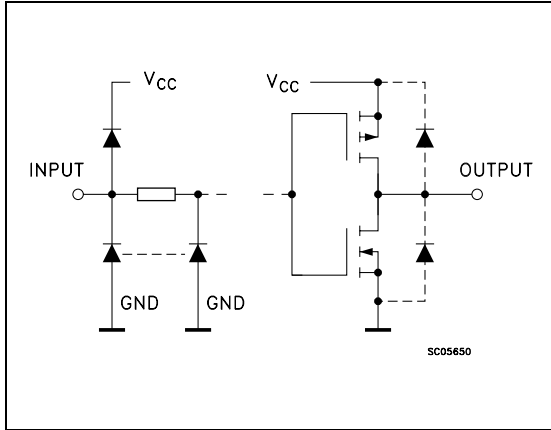 VCC
VCC
INPUT
OUTPUT
GND
GND
SC05650